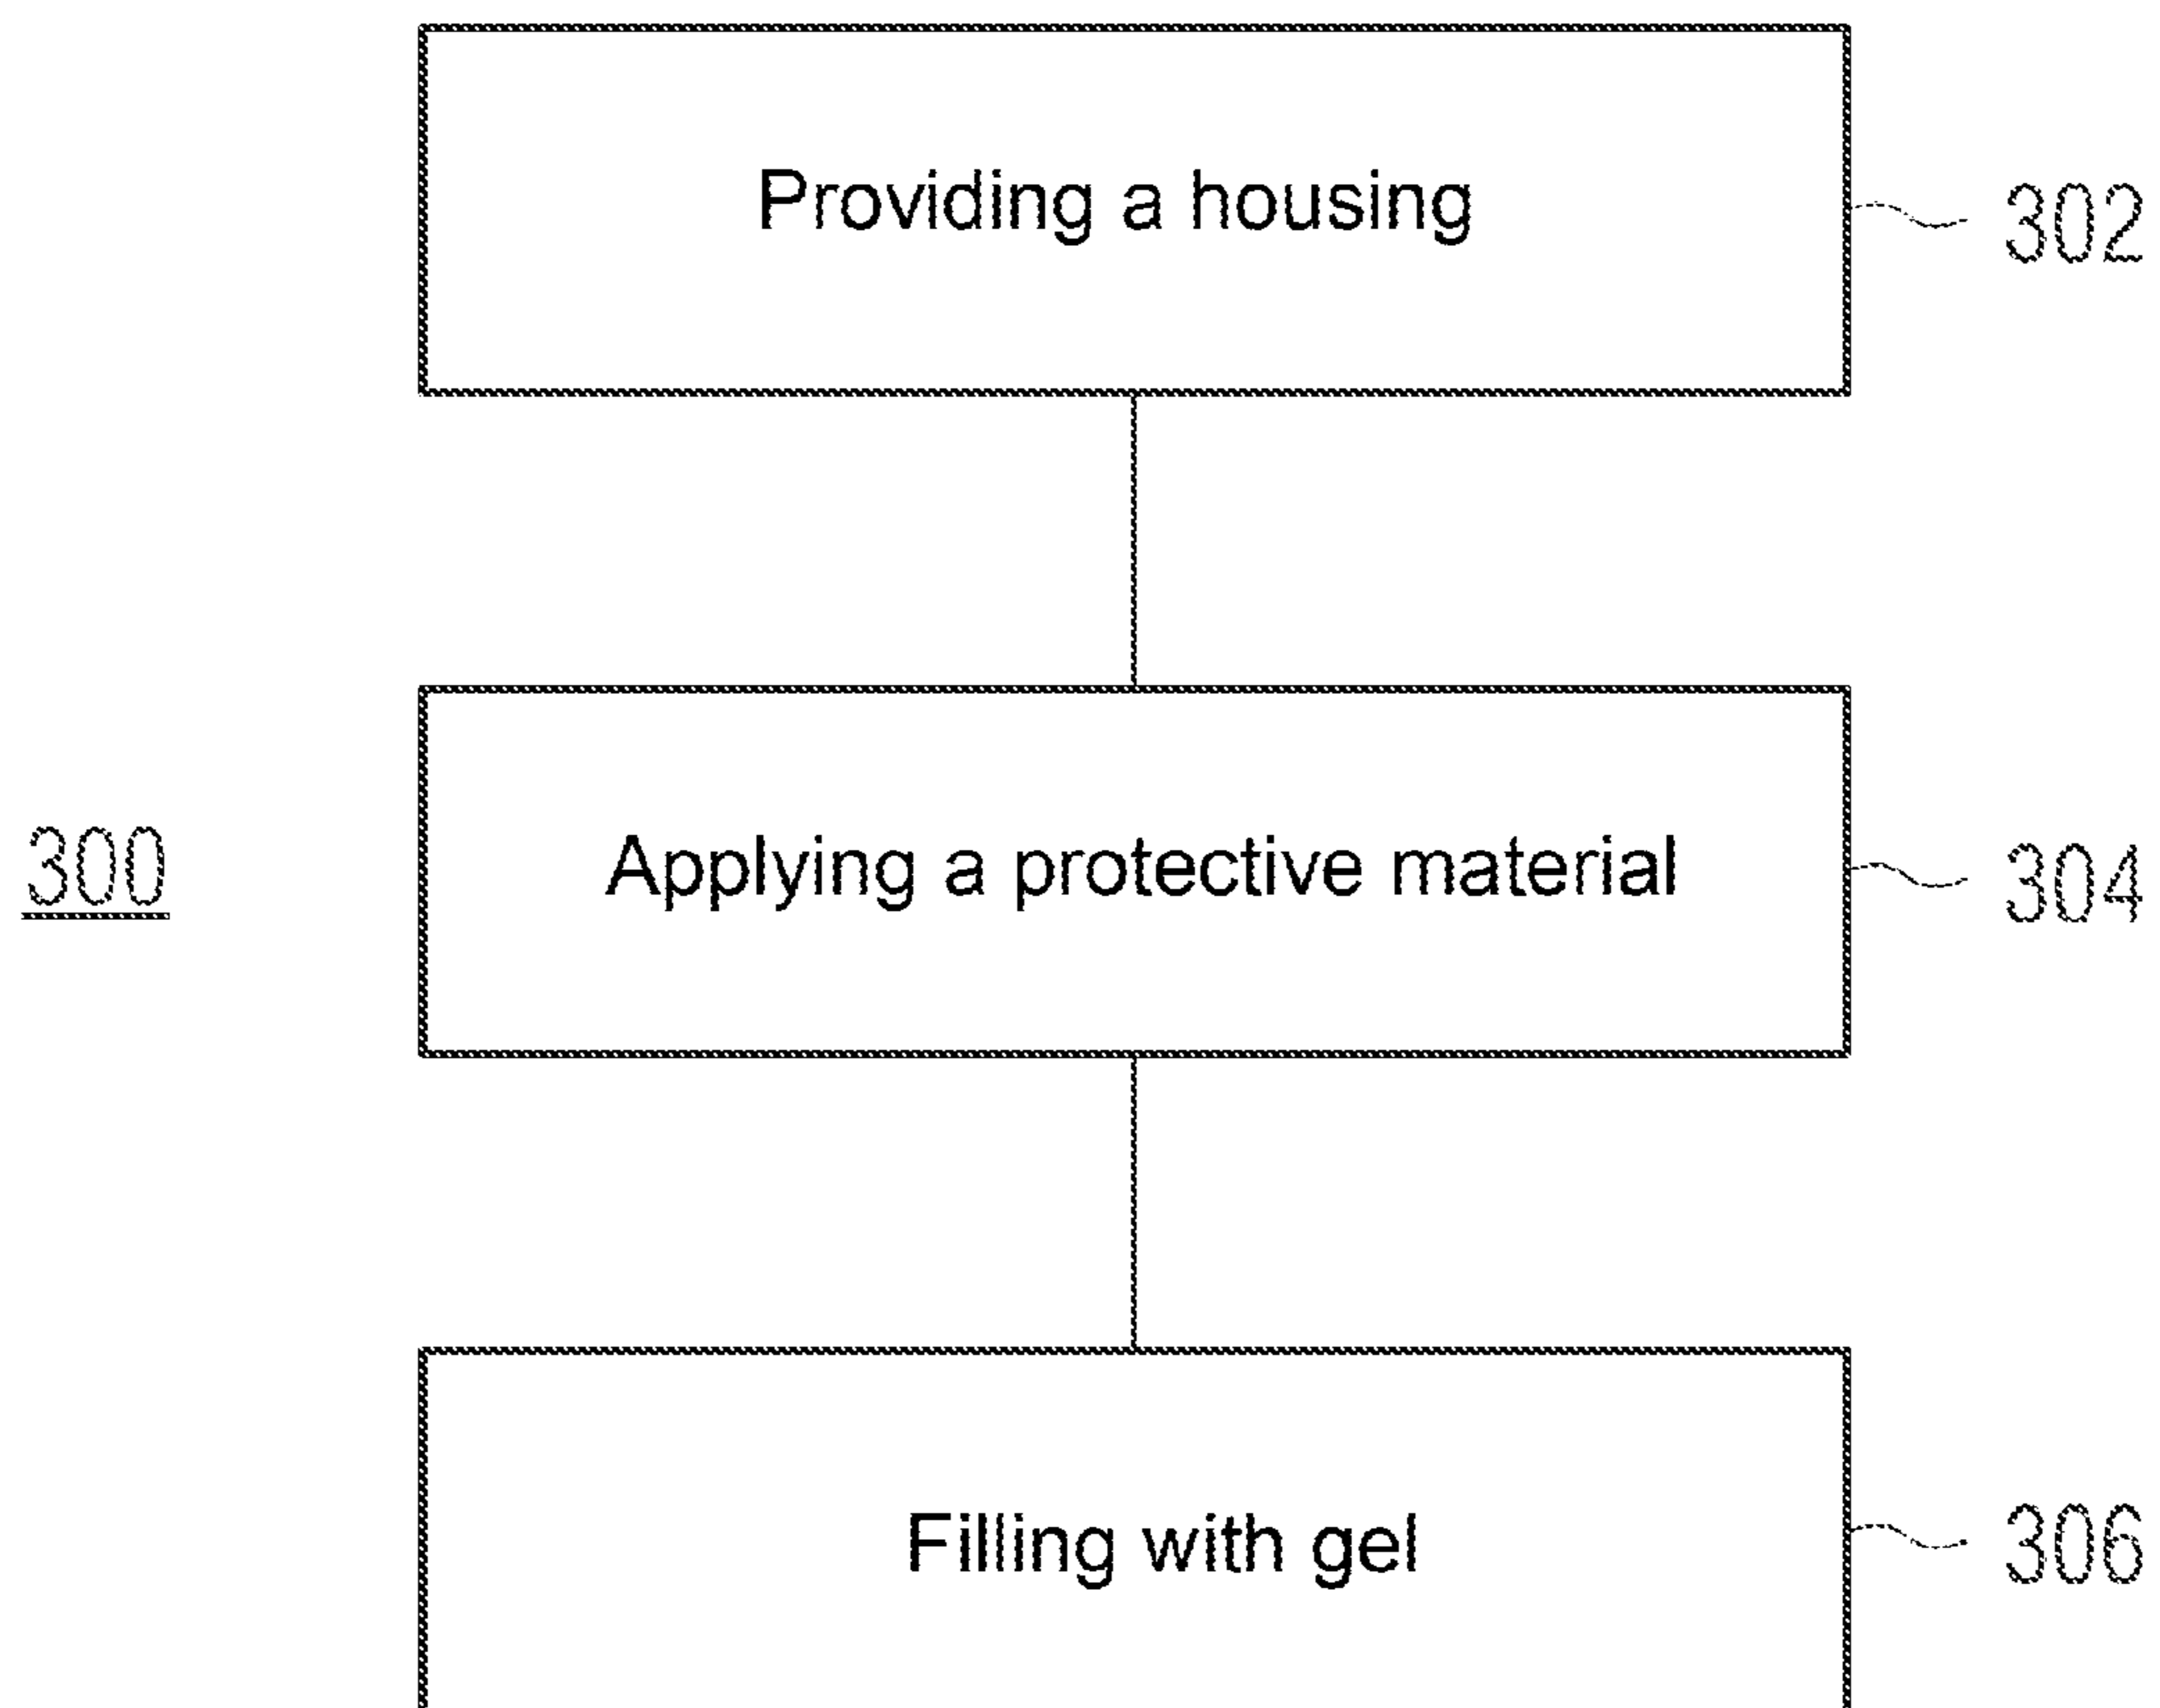 Providing a housing
302
300
Applying a protective material
304
Filling with gel
306